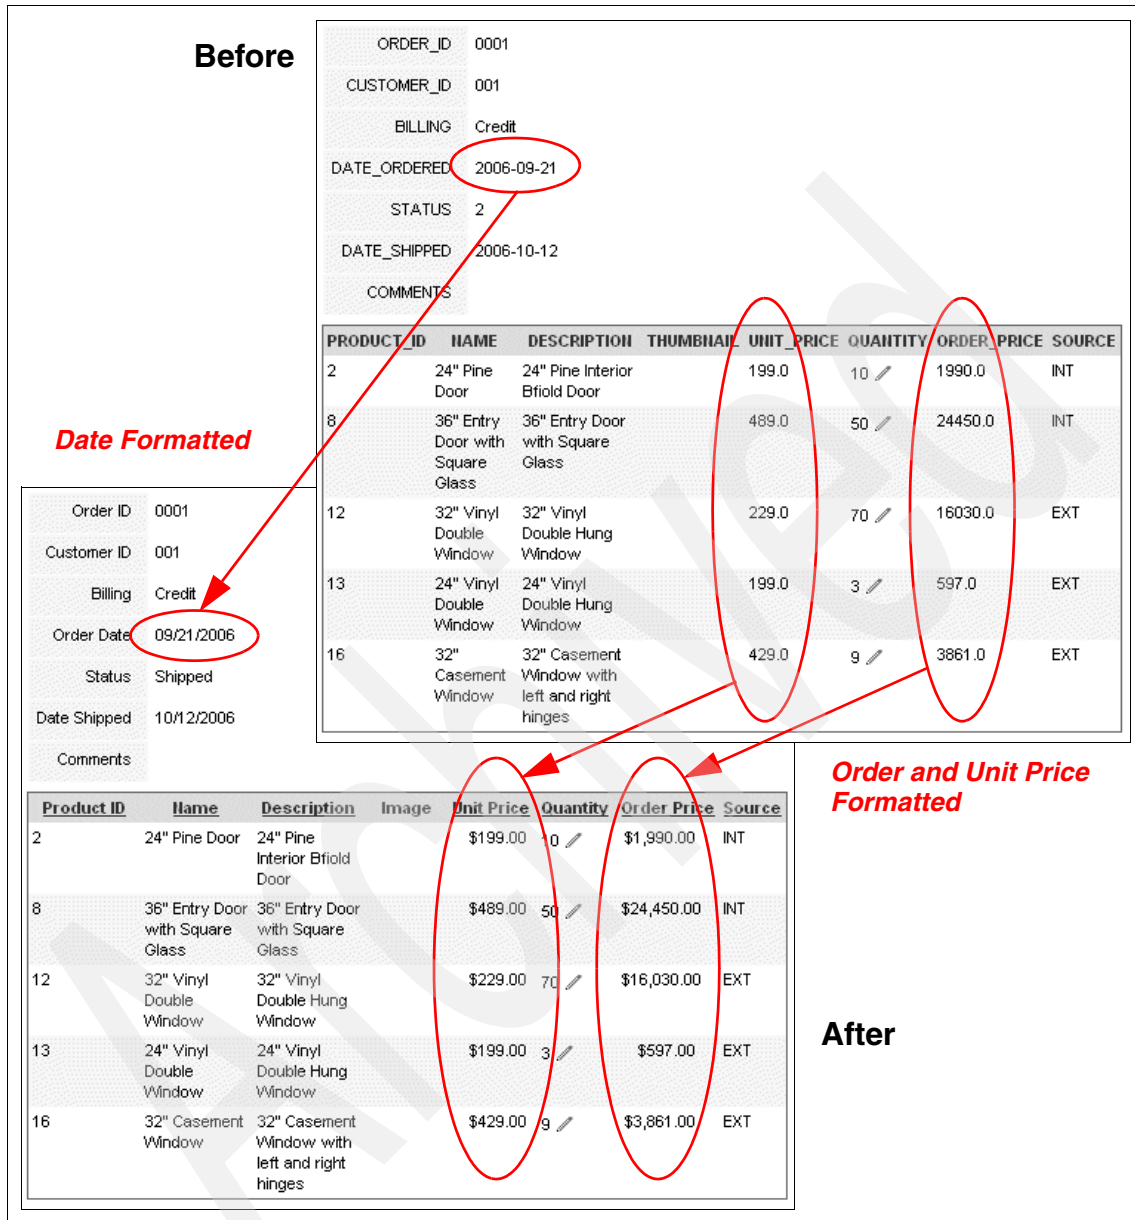 Before
ORDER_ID 0001
CUSTOMER_ID 001
BILLING Credit
DATE_ORDERED 2006-09-21
STATUS 2
DATE_SHIPPED 2006-10-12
COMMENTS
PRODUCT_ID NAME DESCRIPTION THUMBNAIL UNIT_PRICE QUANTITY ORDER_PRICE SOURCE
2 24" Pine 24" Pine Interior 199.0 10 1990.0 INT
Door Bfiold Door
8 36" Entry 36" Entry Door 489.0 50 24450.0 INT
Door with with Square
Square Glass
Glass
12 32" Vinyl 32" Vinyl 229.0 70 16030.0 EXT
Double Double Hung
Window Window
13 24" Vinyl 24" Vinyl 199.0 3 597.0 EXT
Double Double Hung
Window Window
16 32" 32" Casement 429.0 9 3861.0 EXT
Casement Window with
Window left and right
hinges
Date Formatted
Order and Unit Price
Formatted
After
Order ID 0001
Customer ID 001
Billing Credit
Order Date 09/21/2006
Status Shipped
Date Shipped 10/12/2006
Comments
Product ID Name Description Image Unit Price Quantity Order Price Source
2 24" Pine Door 24" Pine $199.00 10 $1,990.00 INT
Interior Bfiold
Door
8 36" Entry Door 36" Entry Door $489.00 50 $24,450.00 INT
with Square with Square
Glass Glass
12 32" Vinyl 32" Vinyl $229.00 70 $16,030.00 EXT
Double Double Hung
Window Window
13 24" Vinyl 24" Vinyl $199.00 3 $597.00 EXT
Double Double Hung
Window Window
16 32" Casement 32" Casement $429.00 9 $3,861.00 EXT
Window Window with
left and right
hinges
Archived